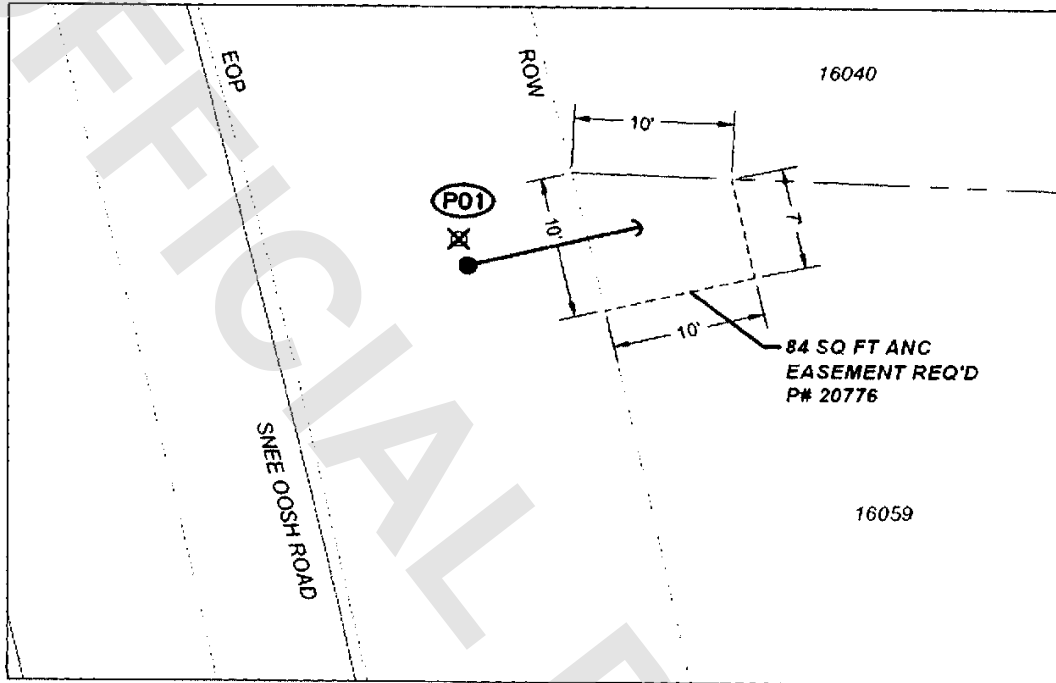 EOP
ROW
16040
10'
P01
10'
7'
10'
84 SQ FT ANC
EASEMENT REQ'D
P# 20776
SNEE OOSH ROAD
16059